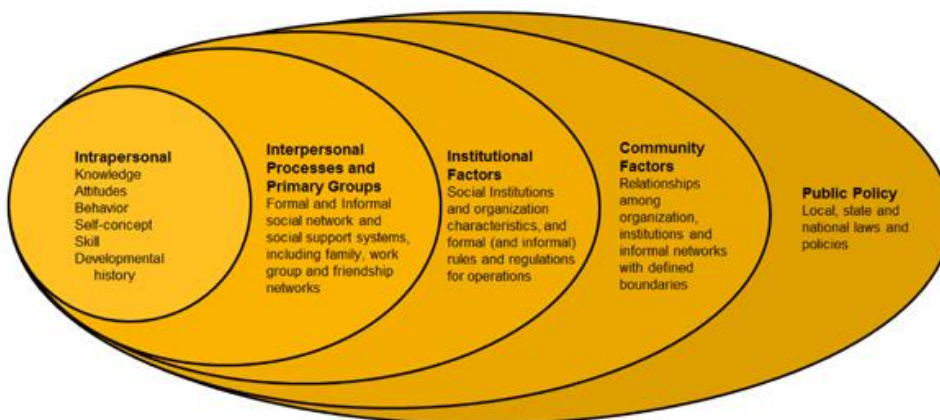 Intrapersonal
Knowledge
Attitudes
Behavior
Self-concept
Skill
Developmental
history
Interpersonal
Processes and
Primary Groups
Formal and Informal
social network and
social support systems,
including family, work
group and friendship
networks
Institutional
Factors
Social Institutions
and organization
characteristics, and
formal (and informal)
rules and regulations
for operations
Community
Factors
Relationships
among
organization,
institutions and
informal networks
with defined
boundaries
Public Policy
Local, state and
national laws and
policies